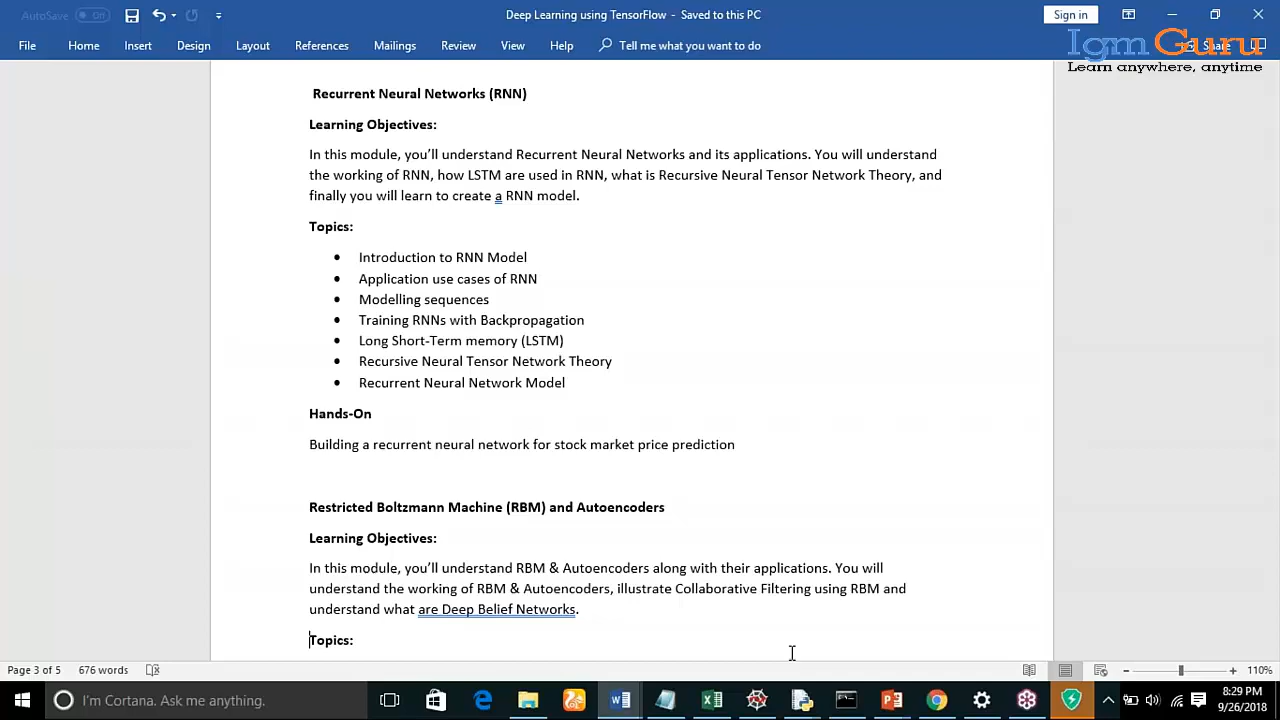 AutoSave Off Deep Learning using TensorFlow - Saved to this PC Sign in
File Home Insert Design Layout References Mailings Review View Help Tell me what you want to do Share
Igm Guru
Learn anywhere, anytime
Recurrent Neural Networks (RNN)
Learning Objectives:
In this module, you'll understand Recurrent Neural Networks and its applications. You will understand
the working of RNN, how LSTM are used in RNN, what is Recursive Neural Tensor Network Theory, and
finally you will learn to create a RNN model.
Topics:
• Introduction to RNN Model
• Application use cases of RNN
• Modelling sequences
• Training RNNs with Backpropagation
• Long Short-Term memory (LSTM)
• Recursive Neural Tensor Network Theory
• Recurrent Neural Network Model
Hands-On
Building a recurrent neural network for stock market price prediction
Restricted Boltzmann Machine (RBM) and Autoencoders
Learning Objectives:
In this module, you'll understand RBM & Autoencoders along with their applications. You will
understand the working of RBM & Autoencoders, illustrate Collaborative Filtering using RBM and
understand what are Deep Belief Networks.
Topics:
Page 3 of 5 676 words 110%
I'm Cortana. Ask me anything. 8:29 PM
9/26/2018